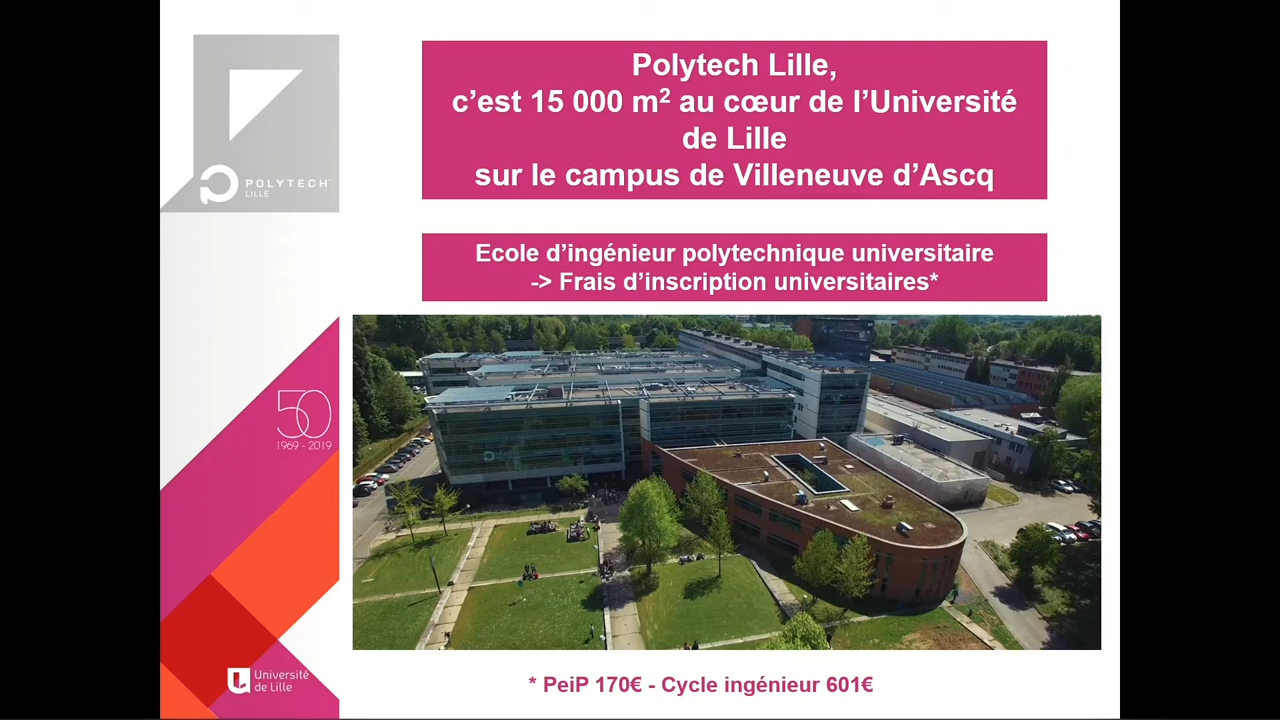 Polytech Lille,
c’est 15 000 m² au cœur de l’Université
de Lille
sur le campus de Villeneuve d’Ascq
POLYTECH
LILLE
Ecole d’ingénieur polytechnique universitaire
-> Frais d’inscription universitaires*
50
1969 - 2019
Université
de Lille
* PeiP 170€ - Cycle ingénieur 601€